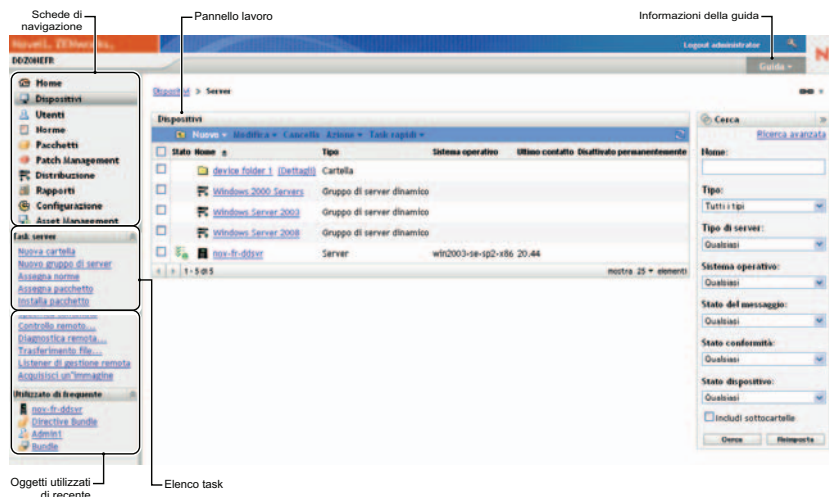 Schede di
navigazione
Pannello lavoro
Informazioni della guida
Novell. ZENworks.
Logout administrator
DDZONEFR
Guida
N
Home
Dispositivi
Utenti
Norme
Pacchetti
Patch Management
Distribuzione
Rapporti
Configurazione
Asset Management
Dispositivi > Server
Dispositivi
Nuovo Modifica Cancella Azione Task rapidi
Stato Nome Tipo Sistema operativo Ultimo contatto Disattivato permanentemente
device folder 1 (Dettagli) Cartella
Windows 2000 Servers Gruppo di server dinamico
Windows Server 2003 Gruppo di server dinamico
Windows Server 2008 Gruppo di server dinamico
nov-fr-ddsvr Server win2003-se-sp2-x86 20.44
1 - 5 di 5
mostra 25 elementi
Cerca
Ricerca avanzata
Nome:
Tipo:
Tutti i tipi
Tipo di server:
Qualsiasi
Sistema operativo:
Qualsiasi
Stato del messaggio:
Qualsiasi
Stato conformità:
Qualsiasi
Stato dispositivo:
Qualsiasi
Includi sottocartelle
Cerca Reimposta
Task server
Nuova cartella
Nuovo gruppo di server
Assegna norme
Assegna pacchetto
Installa pacchetto
Controllo remoto...
Diagnostica remota...
Trasferimento file...
Listener di gestione remota
Acquisisci un"immagine
Utilizzato di frequente
nov-fr-ddsvr
Directive Bundle
Admin1
Bundle
Oggetti utilizzati
di recente
Elenco task